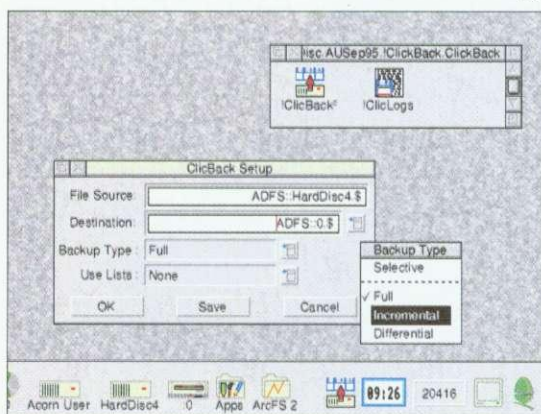 isc.AUSep95.!ClickBack.ClickBack
!ClicBack
!ClicLogs
ClicBack Setup
File Source: ADFS::HardDisc4.$
Destination: ADFS::0.$
Backup Type : Full
Use Lists : None
OK Save Cancel
Backup Type
Selective
✓ Full
Incremental
Differential
Acorn User HardDisc4 :0 Apps ArcFS 2 09:26 20416